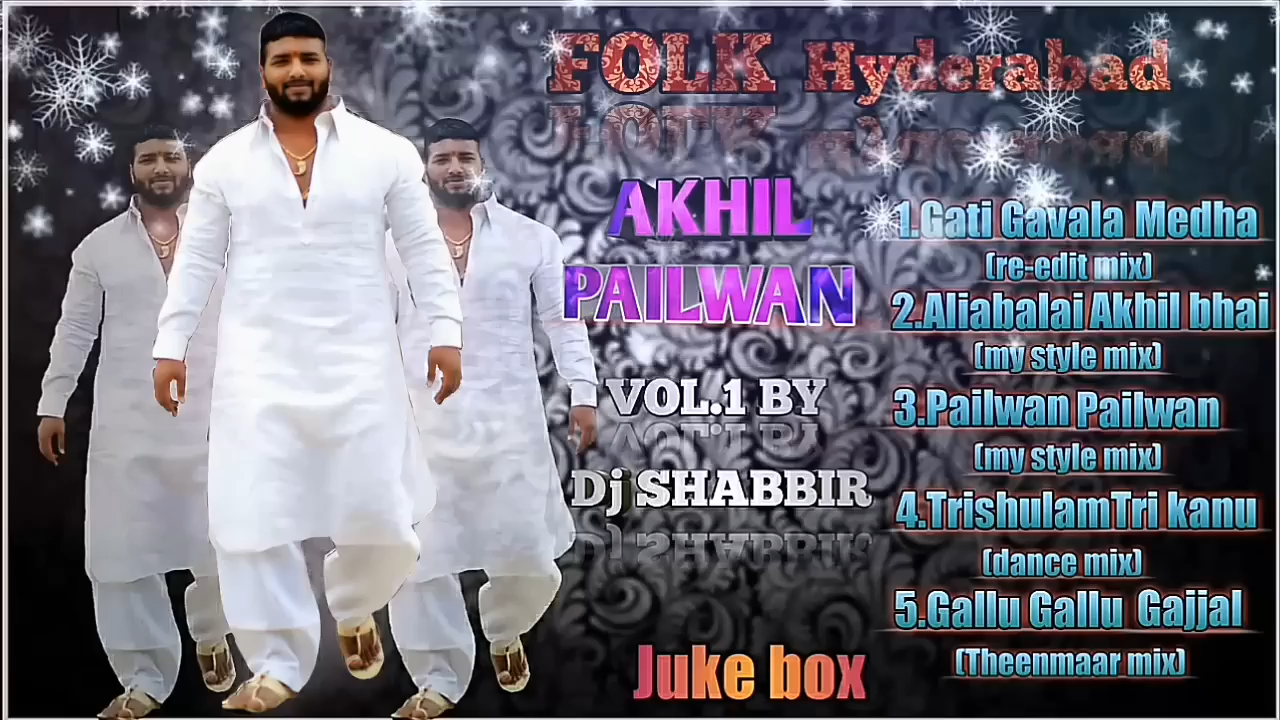 FOLK Hyderabad
AKHIL
PAILWAN
VOL.1 BY
Dj SHABBIR
Juke box
1.Gati Gavala Medha
(re-edit mix)
2.Aliabalai Akhil bhai
(my style mix)
3.Pailwan Pailwan
(my style mix)
4.TrishulamTri kanu
(dance mix)
5.Gallu Gallu Gajjal
(Theenmaar mix)